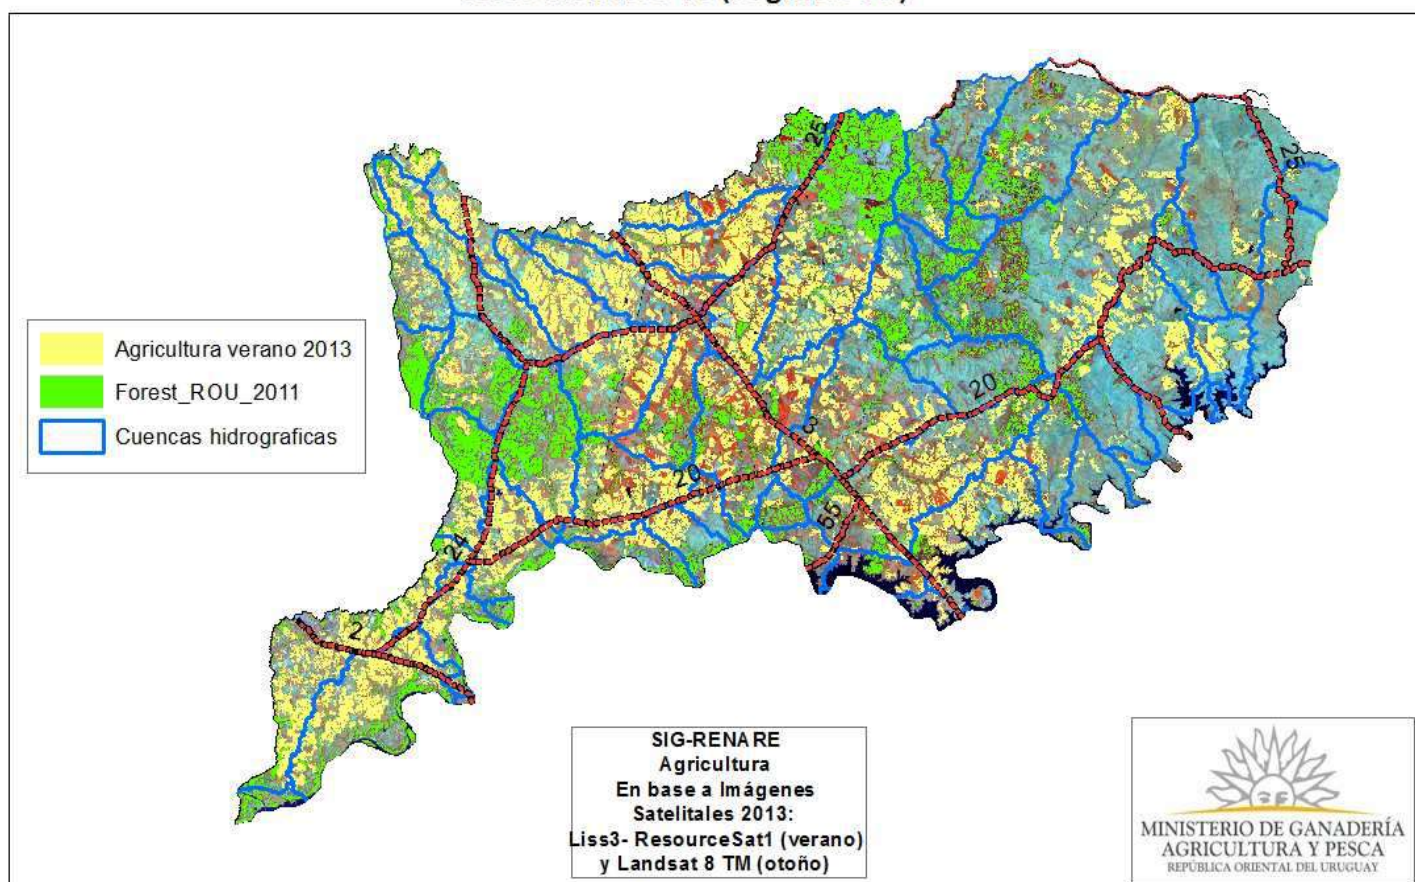 Agricultura verano 2013
Forest_ROU_2011
Cuencas hidrograficas
25
25
20
3
20
55
24
2
SIG-RENARE
Agricultura
En base a Imágenes
Satelitales 2013:
Liss3- ResourceSat1 (verano)
y Landsat 8 TM (otoño)
MINISTERIO DE GANADERÍA
AGRICULTURA Y PESCA
REPÚBLICA ORIENTAL DEL URUGUAY